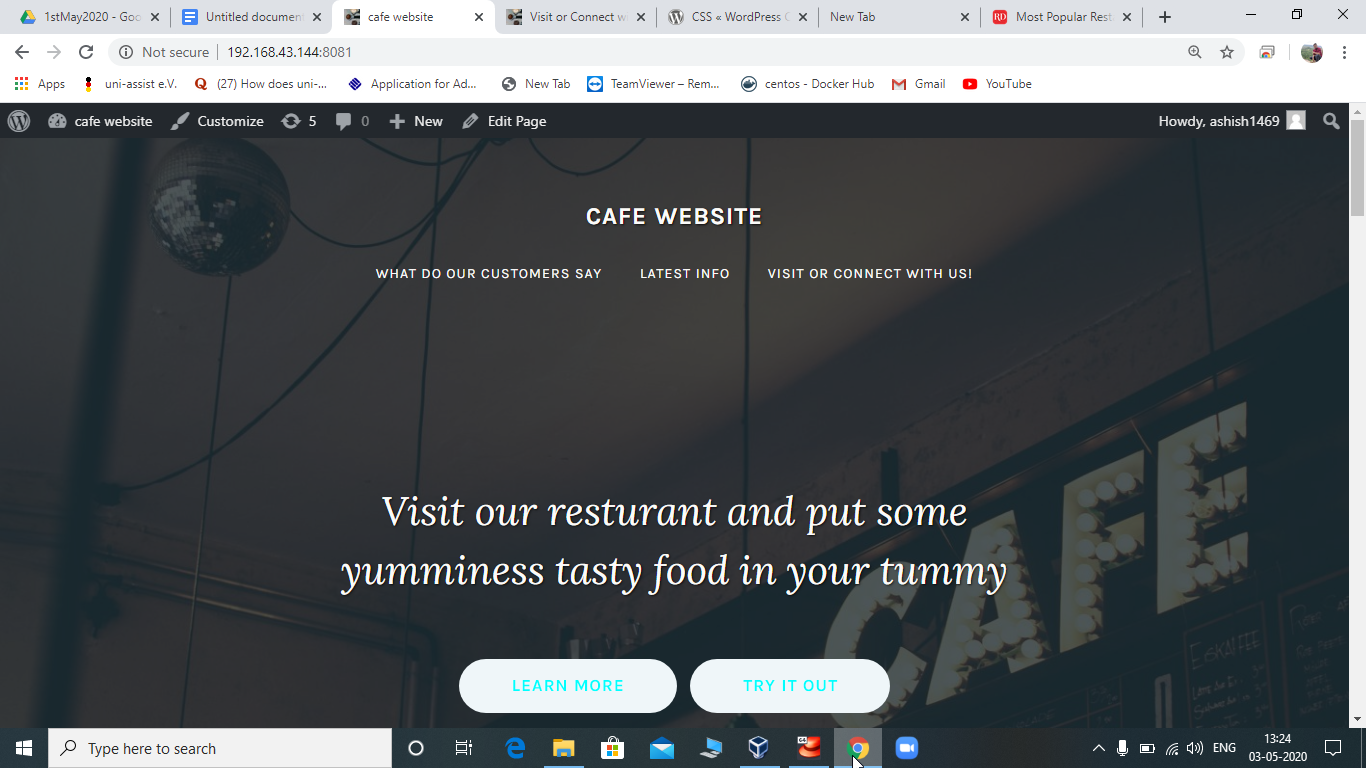 1stMay2020 - Goo
Untitled documen
cafe website
Visit or Connect w
CSS « WordPress C
New Tab
RD Most Popular Rest
Not secure 192.168.43.144:8081
Apps
uni-assist e.V.
(27) How does uni-...
Application for Ad...
New Tab
TeamViewer – Rem...
centos - Docker Hub
Gmail
YouTube
cafe website
Customize
5
0
New
Edit Page
Howdy, ashish1469
CAFE WEBSITE
WHAT DO OUR CUSTOMERS SAY
LATEST INFO
VISIT OR CONNECT WITH US!
Visit our resturant and put some
yumminess tasty food in your tummy
CAFE
EISKAFFEE
LEARN MORE
TRY IT OUT
Type here to search
64
ENG
13:24
03-05-2020